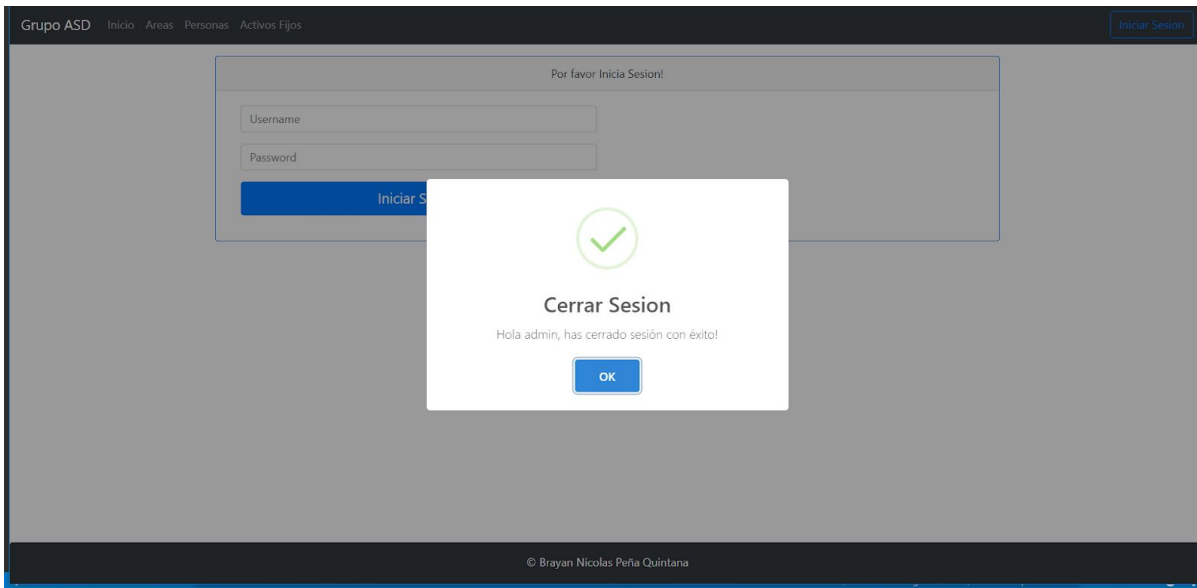 Grupo ASD Inicio Areas Personas Activos Fijos Iniciar Sesion
Por favor Inicia Sesion!
Username
Password
Iniciar S
Cerrar Sesion
Hola admin, has cerrado sesión con éxito!
OK
© Brayan Nicolas Peña Quintana